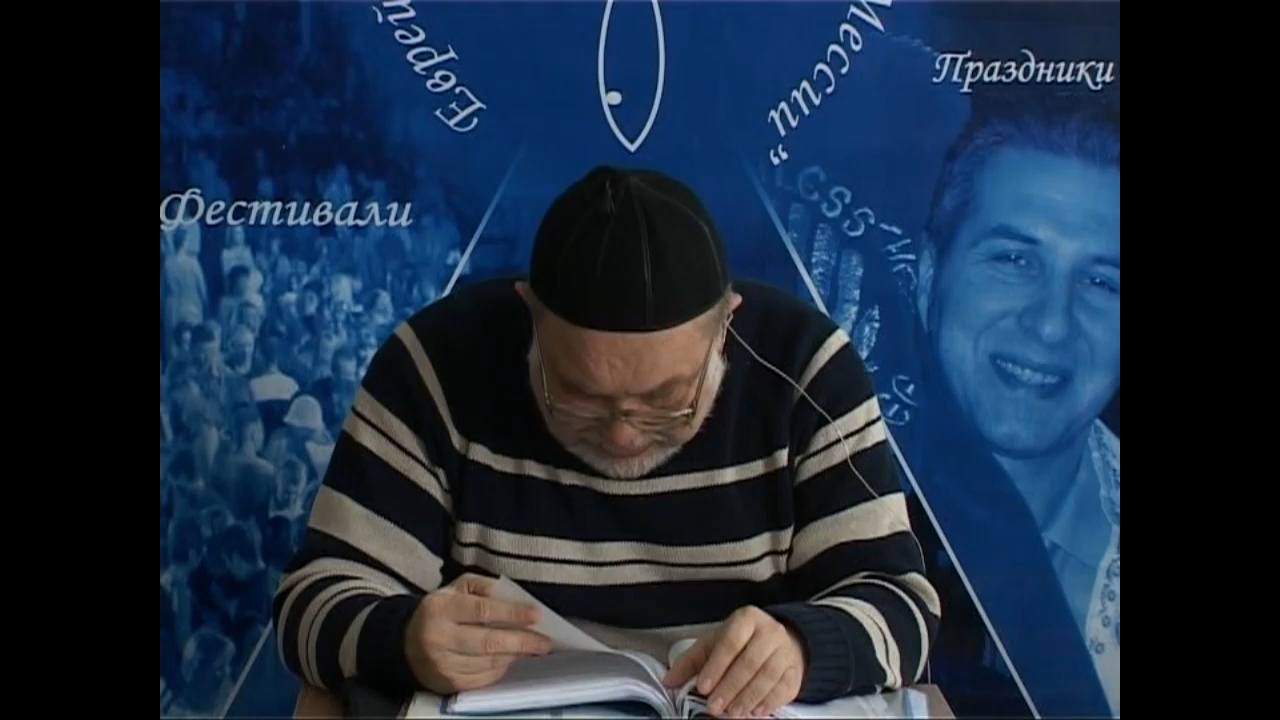 Еврей
Мессии"
Праздники
Фестивали